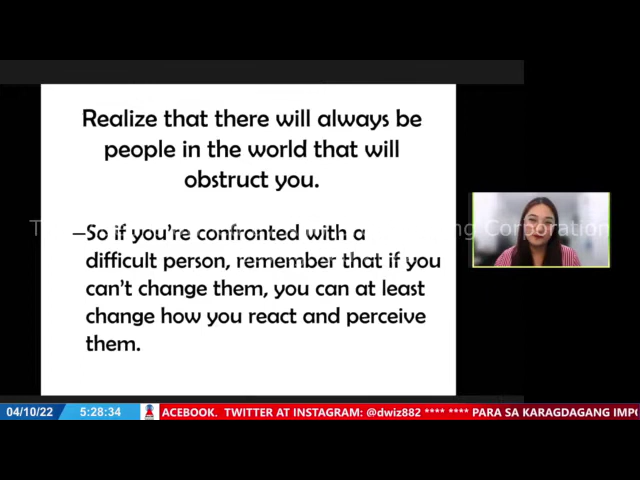 Realize that there will always be
people in the world that will
obstruct you.
–So if you're confronted with a
difficult person, remember that if you
can't change them, you can at least
change how you react and perceive
them.
Corporation
04/10/22
5:28:34
ACEBOOK. TWITTER AT INSTAGRAM: @dwiz882 **** **** PARA SA KARAGDAGANG IMPO